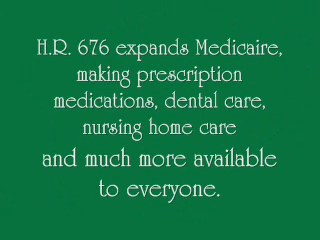 H.R. 676 expands Medicaire,
making prescription
medications, dental care,
nursing home care
and much more available
to everyone.